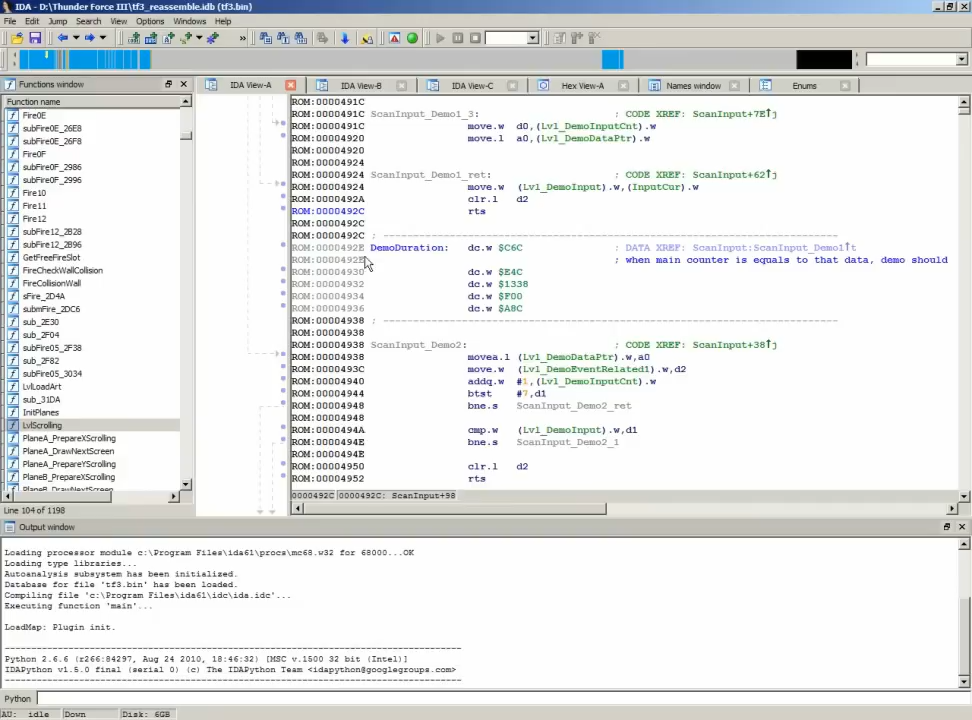 IDA - D:\Thunder Force III\tf3_reassemble.idb (tf3.bin)
File Edit Jump Search View Options Windows Help
Functions window
IDA View-A IDA View-B IDA View-C Hex View-A Names window Enums
Function name
Fire0E
subFire0E_26E8
subFire0E_26F8
Fire0F
subFire0F_2986
subFire0F_2996
Fire10
Fire11
Fire12
subFire12_2B28
subFire12_2B96
GetFreeFireSlot
FireCheckWallCollision
FireCollisionWall
sFire_2D4A
submFire_2DC6
sub_2E30
sub_2F04
sub_2F82
subFire05_2F38
subFire05_3034
LvlLoadArt
sub_31DA
InitPlanes
LvlScrolling
PlaneA_PrepareXScrolling
PlaneA_DrawNextScreen
PlaneA_PrepareYScrolling
PlaneB_PrepareXScrolling
PlaneB_DrawNextScreen
Line 104 of 1198
ROM:0000491C
ROM:0000491C ScanInput_Demo1_3: ; CODE XREF: ScanInput+7E↑j
ROM:0000491C move.w d0,(Lvl_DemoInputCnt).w
ROM:00004920 move.l a0,(Lvl_DemoDataPtr).w
ROM:00004920
ROM:00004924
ROM:00004924 ScanInput_Demo1_ret: ; CODE XREF: ScanInput+62↑j
ROM:00004924 move.w (Lvl_DemoInput).w,(InputCur).w
ROM:0000492A clr.l d2
ROM:0000492C rts
ROM:0000492C
ROM:0000492C ; ---------------------------------------------------------------------------
ROM:0000492E DemoDuration: dc.w $C6C ; DATA XREF: ScanInput:ScanInput_Demo1↑t
ROM:0000492E ; when main counter is equals to that data, demo should
ROM:00004930 dc.w $E4C
ROM:00004932 dc.w $1338
ROM:00004934 dc.w $F00
ROM:00004936 dc.w $A8C
ROM:00004938 ; ---------------------------------------------------------------------------
ROM:00004938
ROM:00004938 ScanInput_Demo2: ; CODE XREF: ScanInput+38↑j
ROM:00004938 movea.l (Lvl_DemoDataPtr).w,a0
ROM:0000493C move.w (Lvl_DemoEventRelated1).w,d2
ROM:00004940 addq.w #1,(Lvl_DemoInputCnt).w
ROM:00004944 btst #7,d1
ROM:00004948 bne.s ScanInput_Demo2_ret
ROM:00004948
ROM:0000494A cmp.w (Lvl_DemoInput).w,d1
ROM:0000494E bne.s ScanInput_Demo2_1
ROM:0000494E
ROM:00004950 clr.l d2
ROM:00004952 rts
0000492C 0000492C: ScanInput+98
Output window
Loading processor module c:\Program Files\ida61\procs\mc68.w32 for 68000...OK
Loading type libraries...
Autoanalysis subsystem has been initialized.
Database for file 'tf3.bin' has been loaded.
Compiling file 'c:\Program Files\ida61\idc\ida.idc'...
Executing function 'main'...
LoadMap: Plugin init.
---------------------------------------------------------------------------
Python 2.6.6 (r266:84297, Aug 24 2010, 18:46:32) [MSC v.1500 32 bit (Intel)]
IDAPython v1.5.0 final (serial 0) (c) The IDAPython Team <idapython@googlegroups.com>
---------------------------------------------------------------------------
Python
AU: idle Down Disk: 6GB